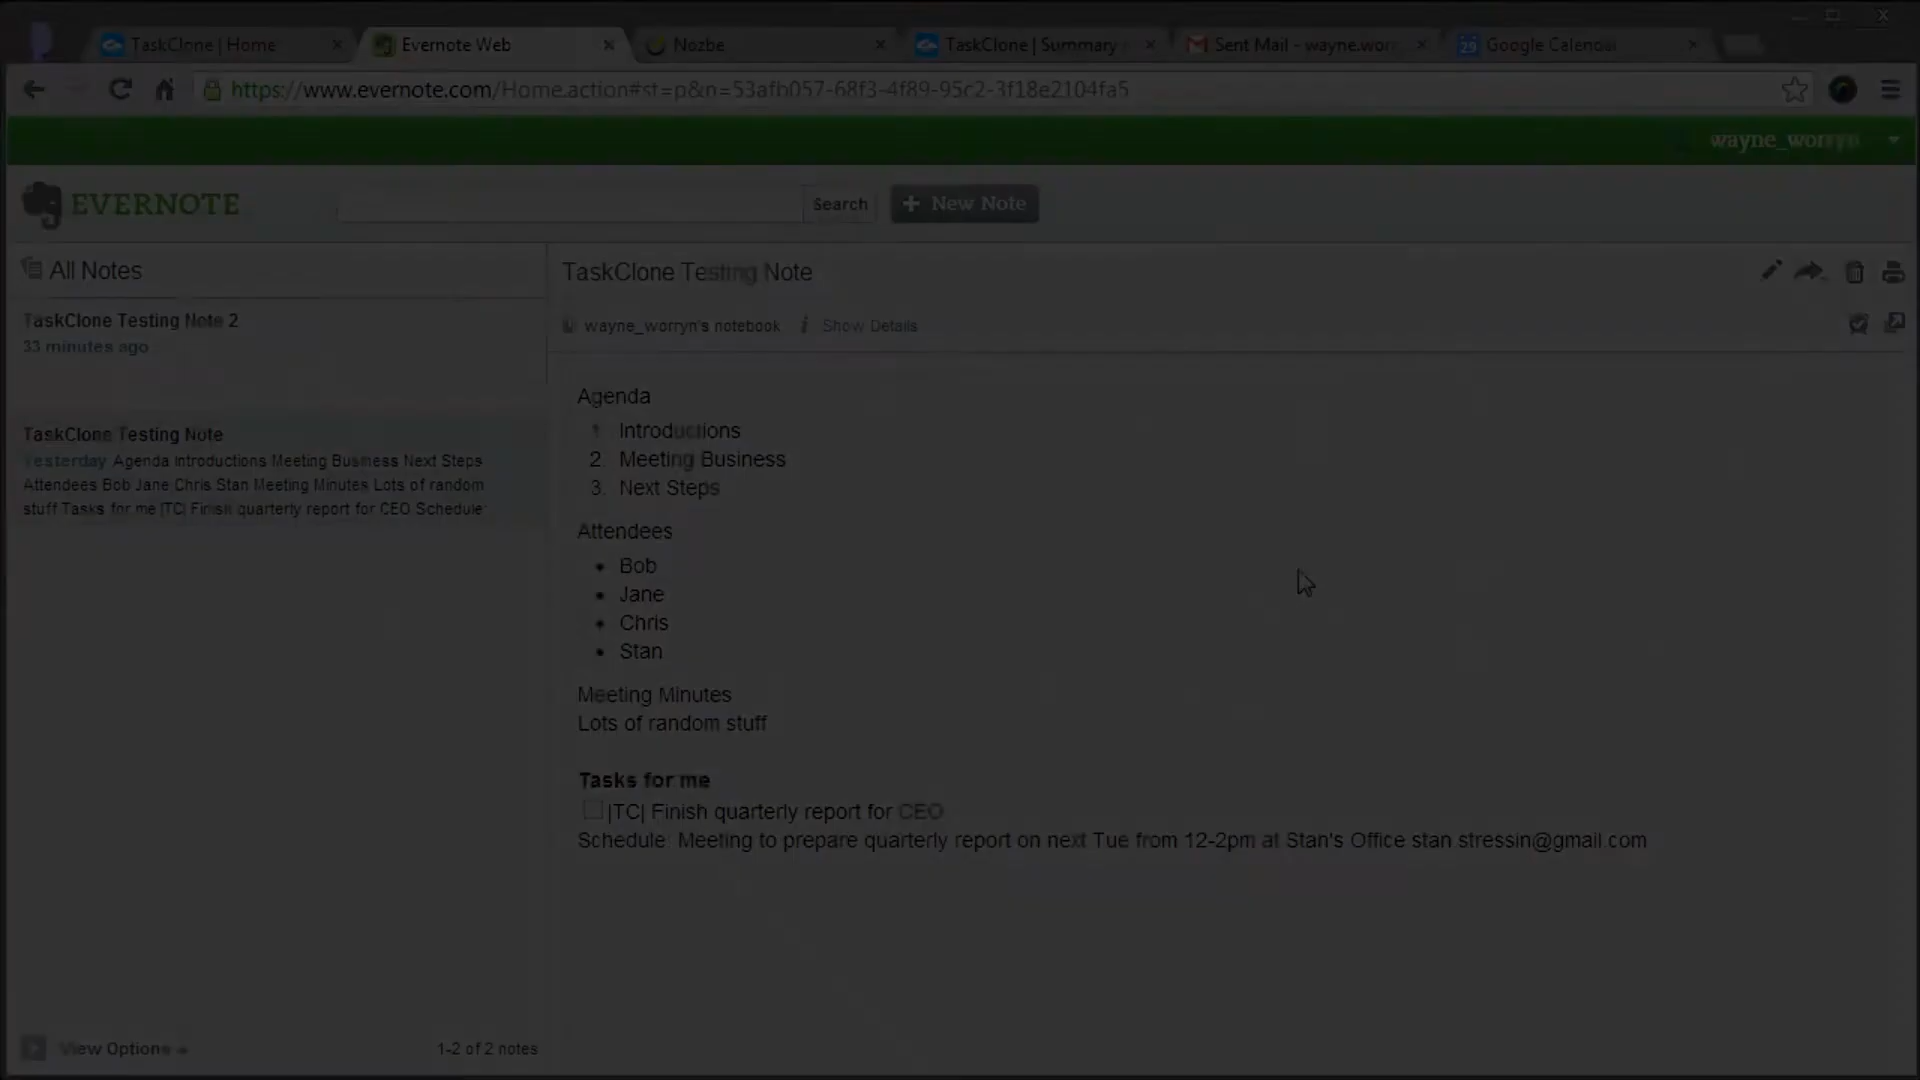 TaskClone | Home
Evernote Web
Nozbe
TaskClone | Summary
Sent Mail - wayne.wor
29 Google Calendar
https://www.evernote.com/Home.action#st=p&n=53afb057-68f3-4f89-95c2-3f18e2104fa5
wayne_worryn
EVERNOTE
Search
+ New Note
All Notes
TaskClone Testing Note 2
33 minutes ago
TaskClone Testing Note
Yesterday Agenda Introductions Meeting Business Next Steps
Attendees Bob Jane Chris Stan Meeting Minutes Lots of random
stuff Tasks for me |TC| Finish quarterly report for CEO Schedule:
View Options
1-2 of 2 notes
TaskClone Testing Note
wayne_worryn's notebook
Show Details
Agenda
1. Introductions
2. Meeting Business
3. Next Steps
Attendees
• Bob
• Jane
• Chris
• Stan
Meeting Minutes
Lots of random stuff
Tasks for me
|TC| Finish quarterly report for CEO
Schedule: Meeting to prepare quarterly report on next Tue from 12-2pm at Stan's Office stan.stressin@gmail.com